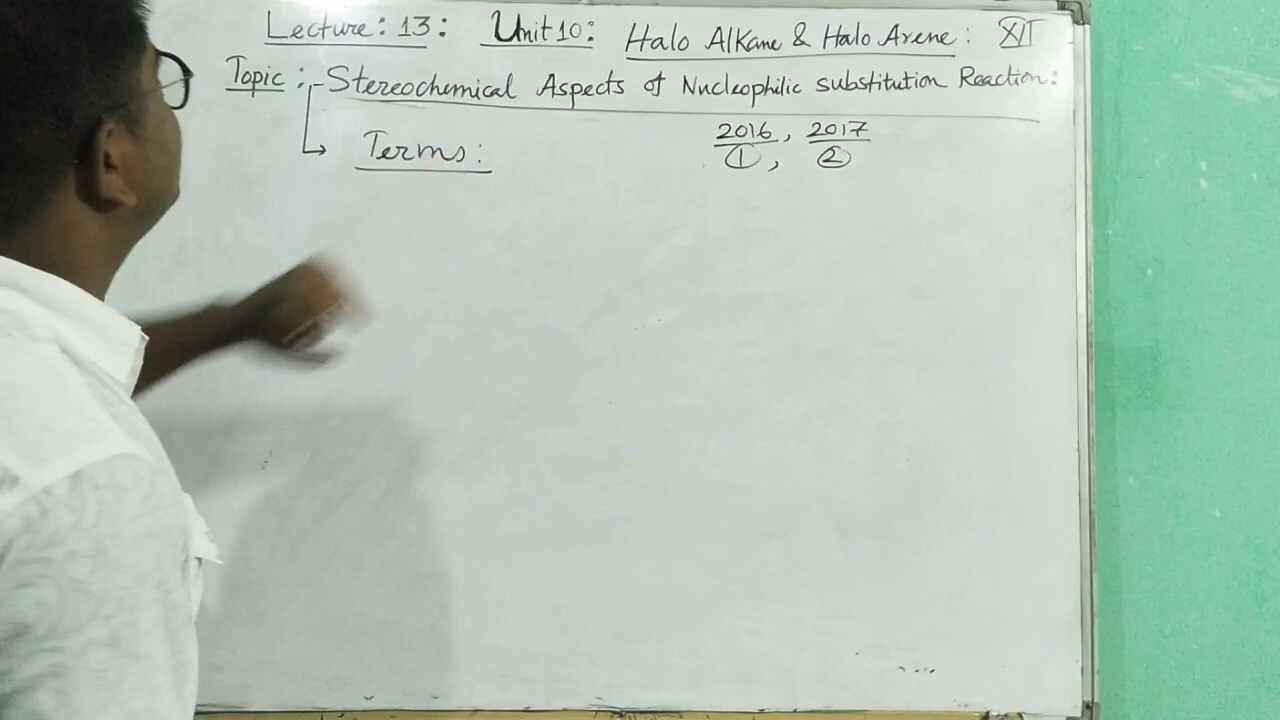 Lecture: 13: Unit 10: Halo Alkane & Halo Arene: XII
Topic :- Stereochemical Aspects of Nucleophilic substitution Reaction:
Terms: 2016, 2017
1, 2